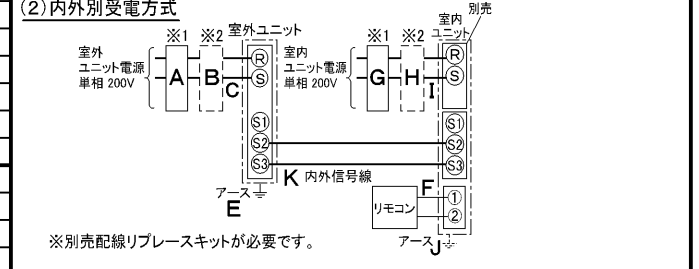 (2)内外別受電方式
別売
※1 ※2 室外ユニット
※1 ※2 室内ユニット
室外
ユニット電源
単相 200V
A B C
R
S
S1
S2
S3
室内
ユニット電源
単相 200V
G H I
R
S
S1
S2
S3
K 内外信号線
アース
E
リモコン
F
①
②
アース J
※別売配線リプレースキットが必要です。